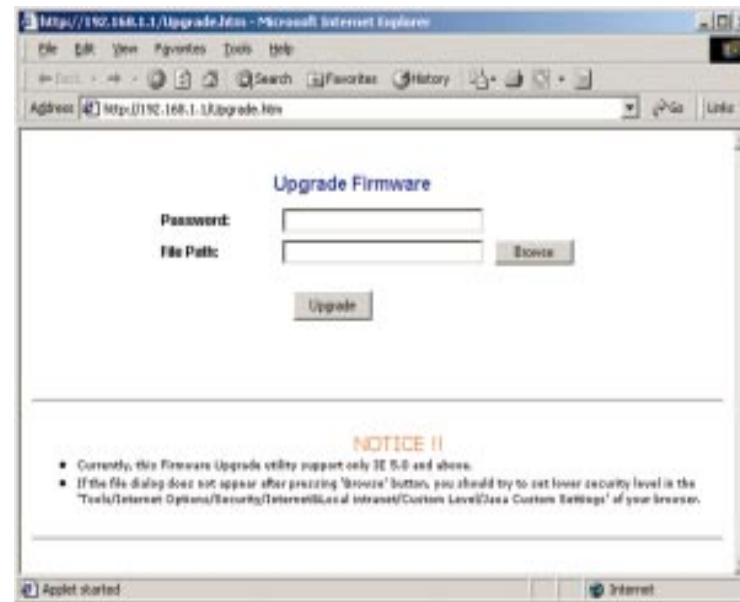 http://192.168.1.1/Upgrade.htm - Microsoft Internet Explorer
File Edit View Favorites Tools Help
Back Search Favorites History
Address http://192.168.1.1/Upgrade.htm Go Links
Upgrade Firmware
Password:
File Path: Browse
Upgrade
NOTICE !!
Currently, this Firmware Upgrade utility support only IE 5.0 and above.
If the file dialog does not appear after pressing 'Browse' button, you should try to set lower security level in the
'Tools/Internet Options/Security/Internet&Local intranet/Custom Level/Java Custom Settings' of your browser.
Applet started Internet